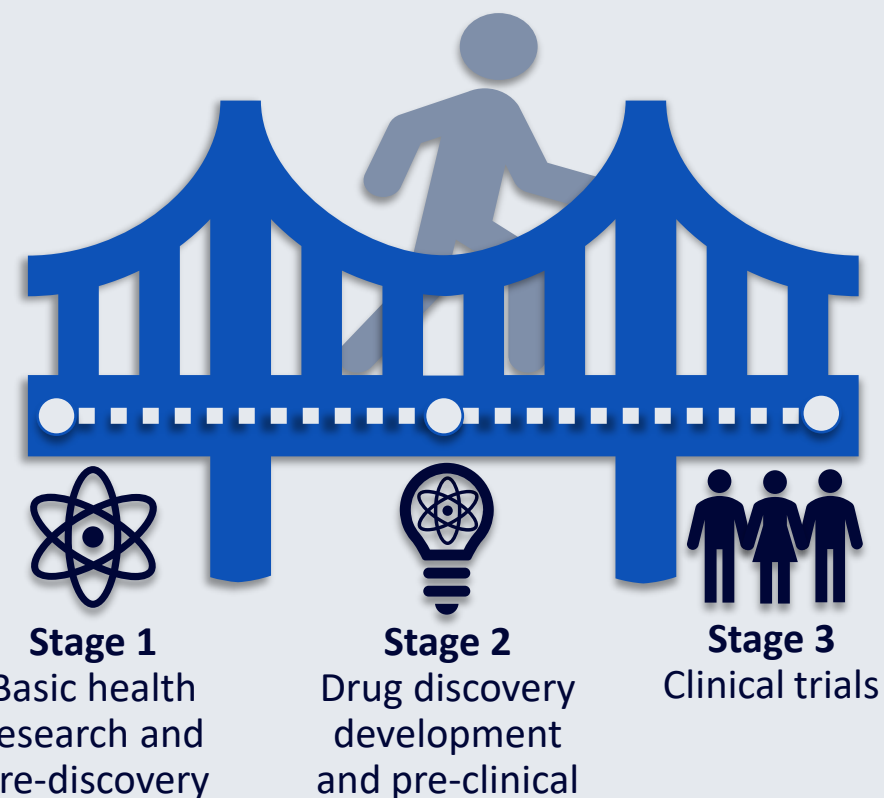 Stage 1
Basic health
esearch and
re-discovery
Stage 2
Drug discovery
development
and pre-clinical
Stage 3
Clinical trials